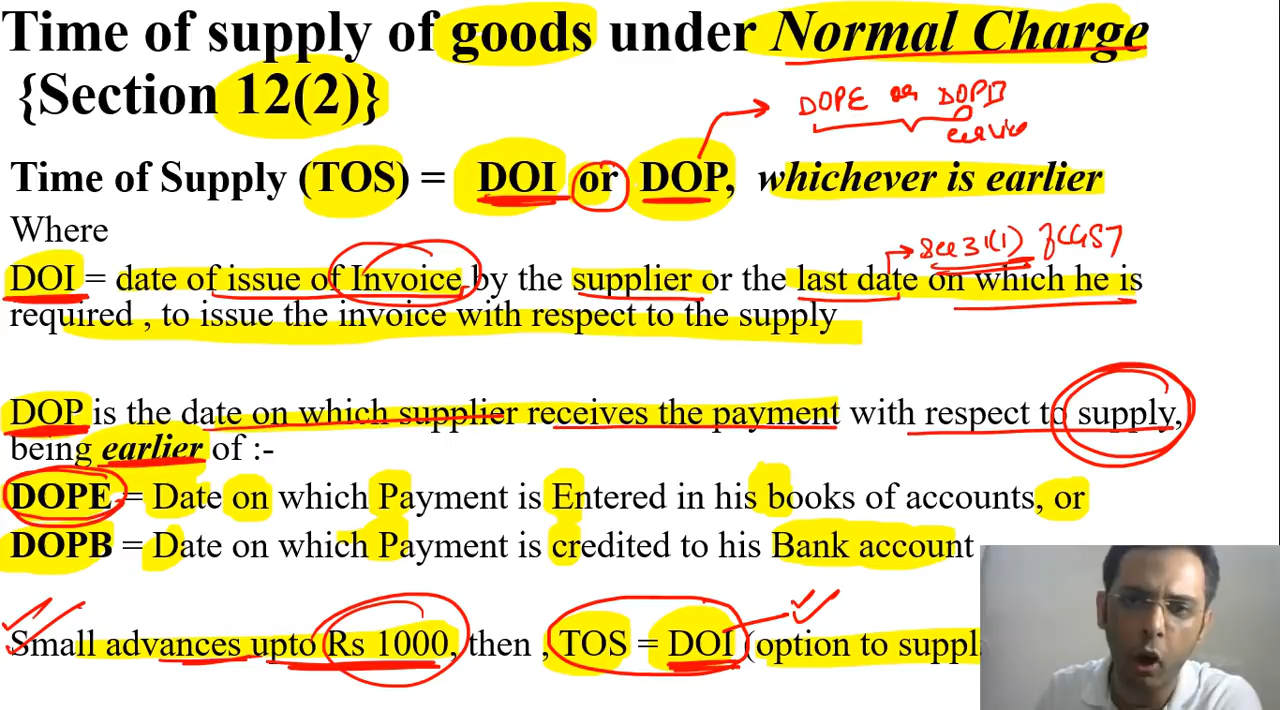 Time of supply of goods under Normal Charge
{Section 12(2)}
DOPE or DOPB
earlier
Time of Supply (TOS) = DOI or DOP, whichever is earlier
Where
Sec 31(1) of CGST
DOI = date of issue of Invoice, by the supplier or the last date on which he is
required , to issue the invoice with respect to the supply
DOP is the date on which supplier receives the payment with respect to supply,
being earlier of :-
DOPE = Date on which Payment is Entered in his books of accounts, or
DOPB = Date on which Payment is credited to his Bank account
Small advances upto Rs 1000, then , TOS = DOI (option to suppl